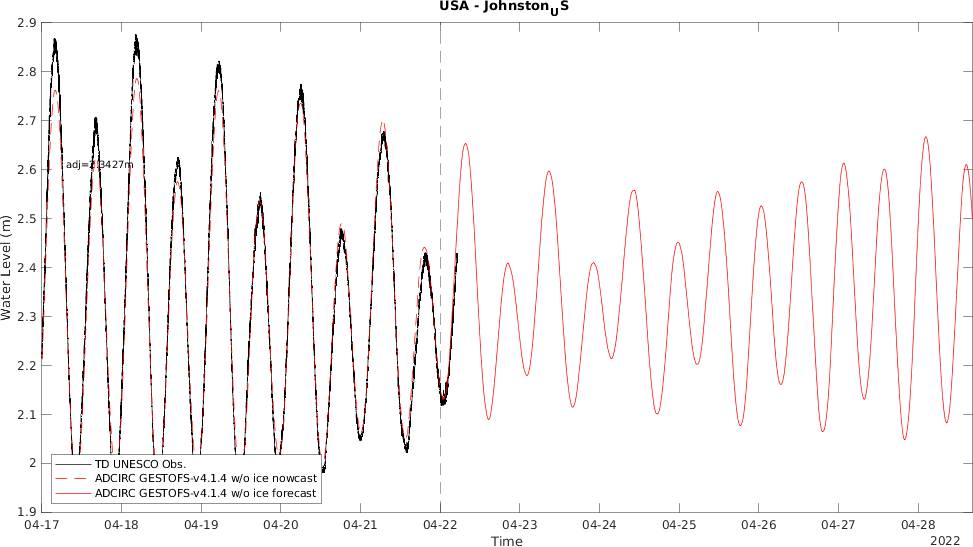 USA - Johnston_US
2.9
2.8
2.7
2.6
2.5
2.4
2.3
2.2
2.1
2
1.9
Water Level (m)
adj=2.3427m
TD UNESCO Obs.
ADCIRC GESTOFS-v4.1.4 w/o ice nowcast
ADCIRC GESTOFS-v4.1.4 w/o ice forecast
04-17 04-18 04-19 04-20 04-21 04-22 04-23 04-24 04-25 04-26 04-27 04-28
Time
2022